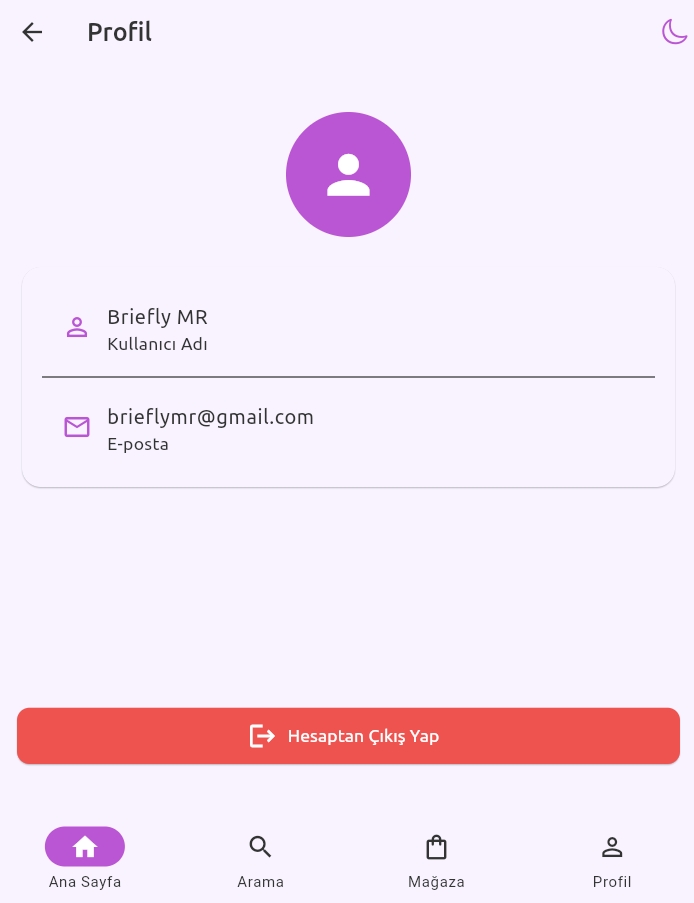 Profil
Briefly MR
Kullanıcı Adı
brieflymr@gmail.com
E-posta
Hesaptan Çıkış Yap
Ana Sayfa
Arama
Mağaza
Profil